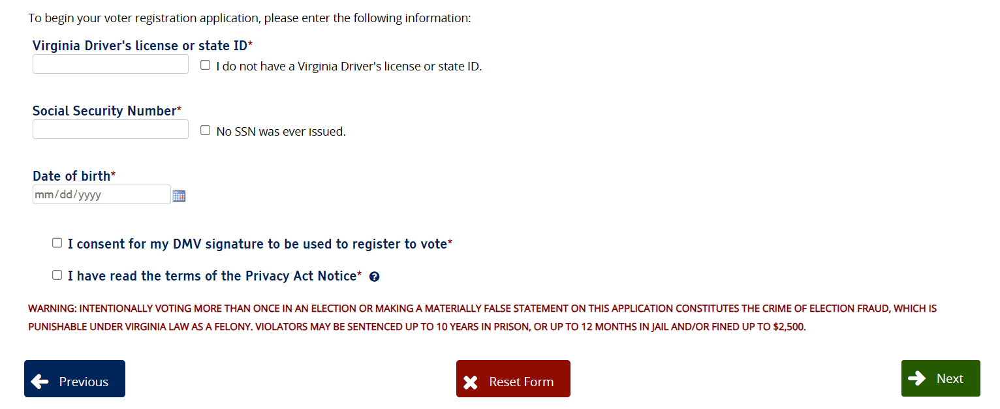 To begin your voter registration application, please enter the following information:
Virginia Driver's license or state ID*
I do not have a Virginia Driver's license or state ID.
Social Security Number*
No SSN was ever issued.
Date of birth*
mm/dd/yyyy
I consent for my DMV signature to be used to register to vote*
I have read the terms of the Privacy Act Notice* ?
WARNING: INTENTIONALLY VOTING MORE THAN ONCE IN AN ELECTION OR MAKING A MATERIALLY FALSE STATEMENT ON THIS APPLICATION CONSTITUTES THE CRIME OF ELECTION FRAUD, WHICH IS
PUNISHABLE UNDER VIRGINIA LAW AS A FELONY. VIOLATORS MAY BE SENTENCED UP TO 10 YEARS IN PRISON, OR UP TO 12 MONTHS IN JAIL AND/OR FINED UP TO $2,500.
Previous
Reset Form
Next